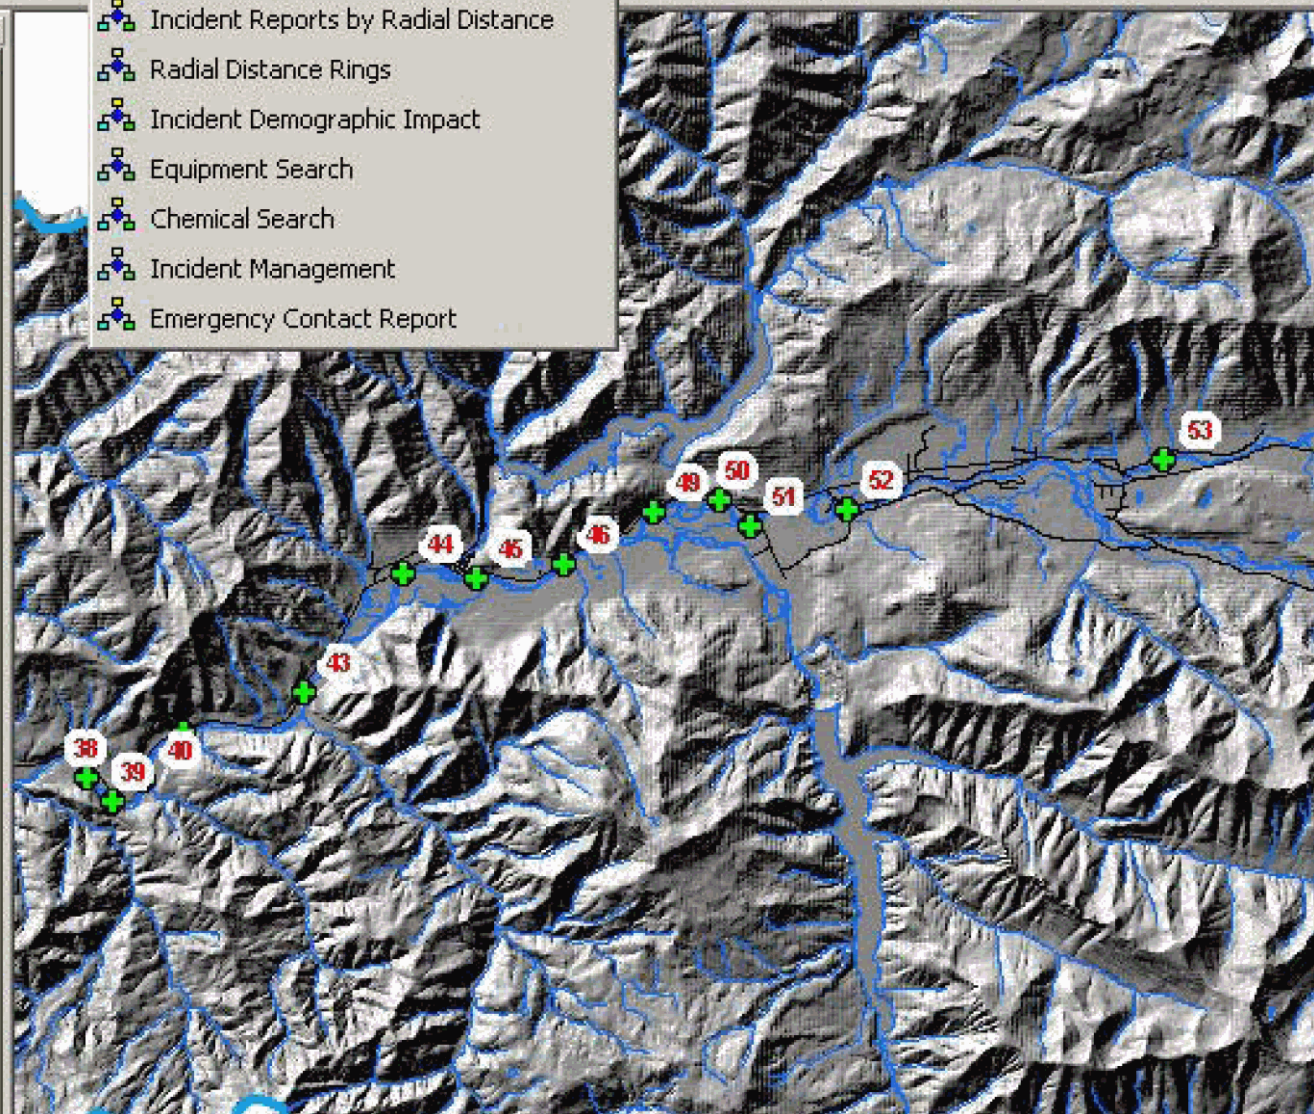 Incident Reports by Radial Distance
Radial Distance Rings
Incident Demographic Impact
Equipment Search
Chemical Search
Incident Management
Emergency Contact Report
53
50
52
49
51
46
44
45
43
38
40
39